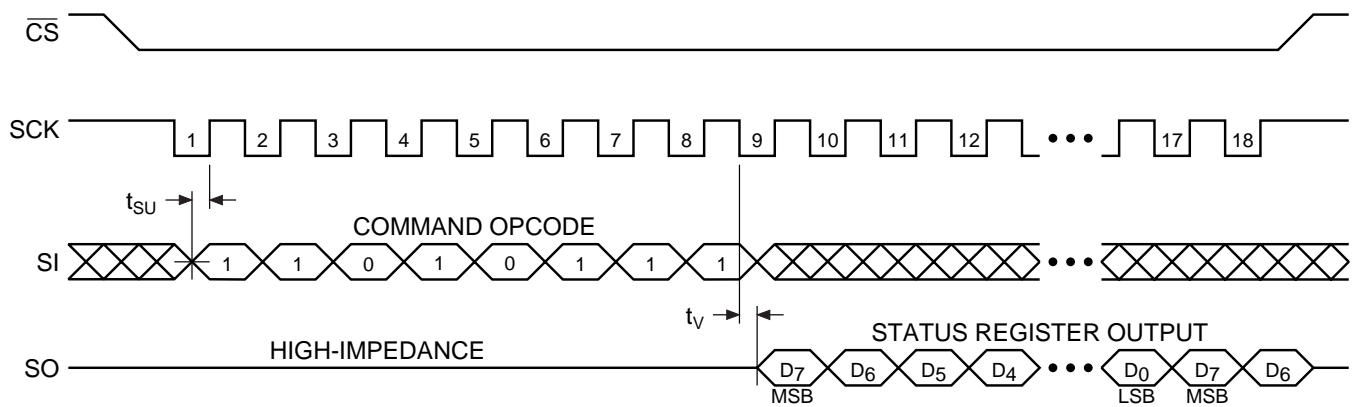 CS
SCK 1 2 3 4 5 6 7 8 9 10 11 12 17 18
tSU
COMMAND OPCODE
SI 1 1 0 1 0 1 1 1
tV
HIGH-IMPEDANCE STATUS REGISTER OUTPUT
SO D7 D6 D5 D4 D0 D7 D6
MSB LSB MSB